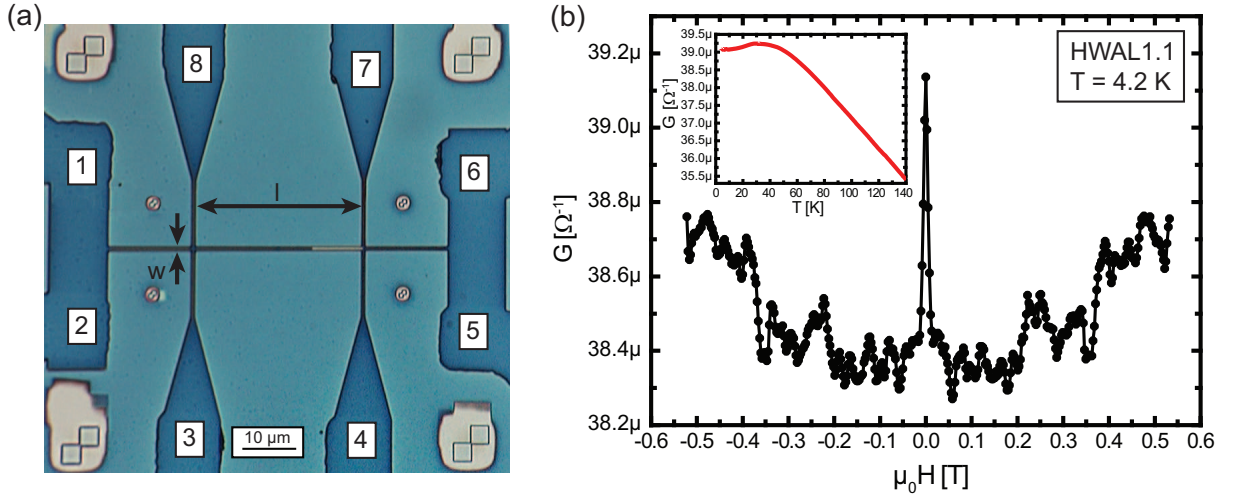 (a)
8
7
1
6
l
w
2
5
3
10 µm
4
(b)
HWAL1.1
T = 4.2 K
G [Ω⁻¹]
39.2µ
39.0µ
38.8µ
38.6µ
38.4µ
38.2µ
-0.6 -0.5 -0.4 -0.3 -0.2 -0.1 0.0 0.1 0.2 0.3 0.4 0.5 0.6
µ₀H [T]
G [Ω⁻¹]
39.5µ
39.0µ
38.5µ
38.0µ
37.5µ
37.0µ
36.5µ
36.0µ
35.5µ
0 20 40 60 80 100 120 140
T [K]